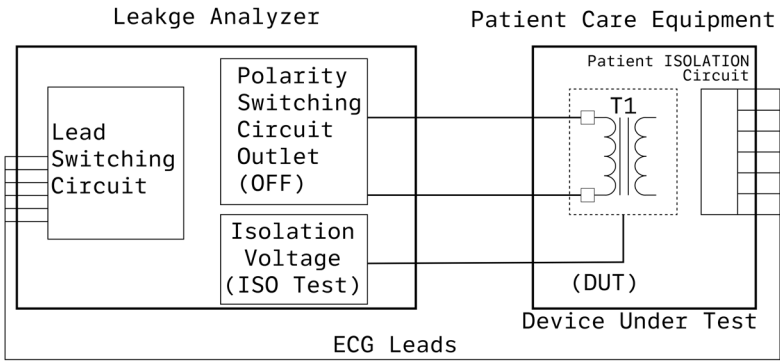 Leakge Analyzer
Patient Care Equipment
Polarity
Switching
Circuit
Outlet
(OFF)
Lead
Switching
Circuit
Isolation
Voltage
(ISO Test)
Patient ISOLATION
Circuit
T1
(DUT)
Device Under Test
ECG Leads